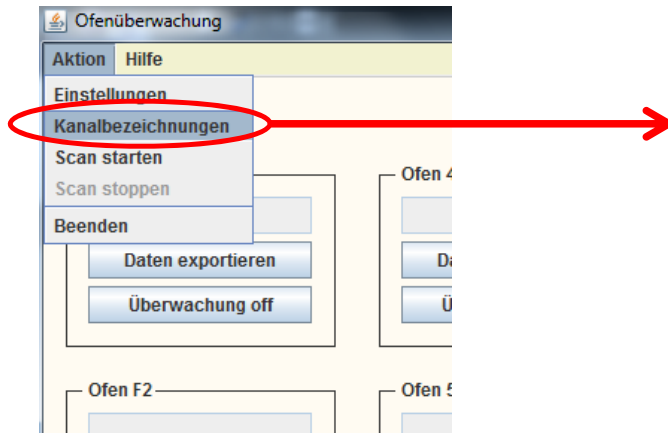 Ofenüberwachung
Aktion Hilfe
Einstellungen
Kanalbezeichnungen
Scan starten
Scan stoppen
Beenden
Ofen 4
Daten exportieren
Überwachung off
Ofen F2
Ofen 5